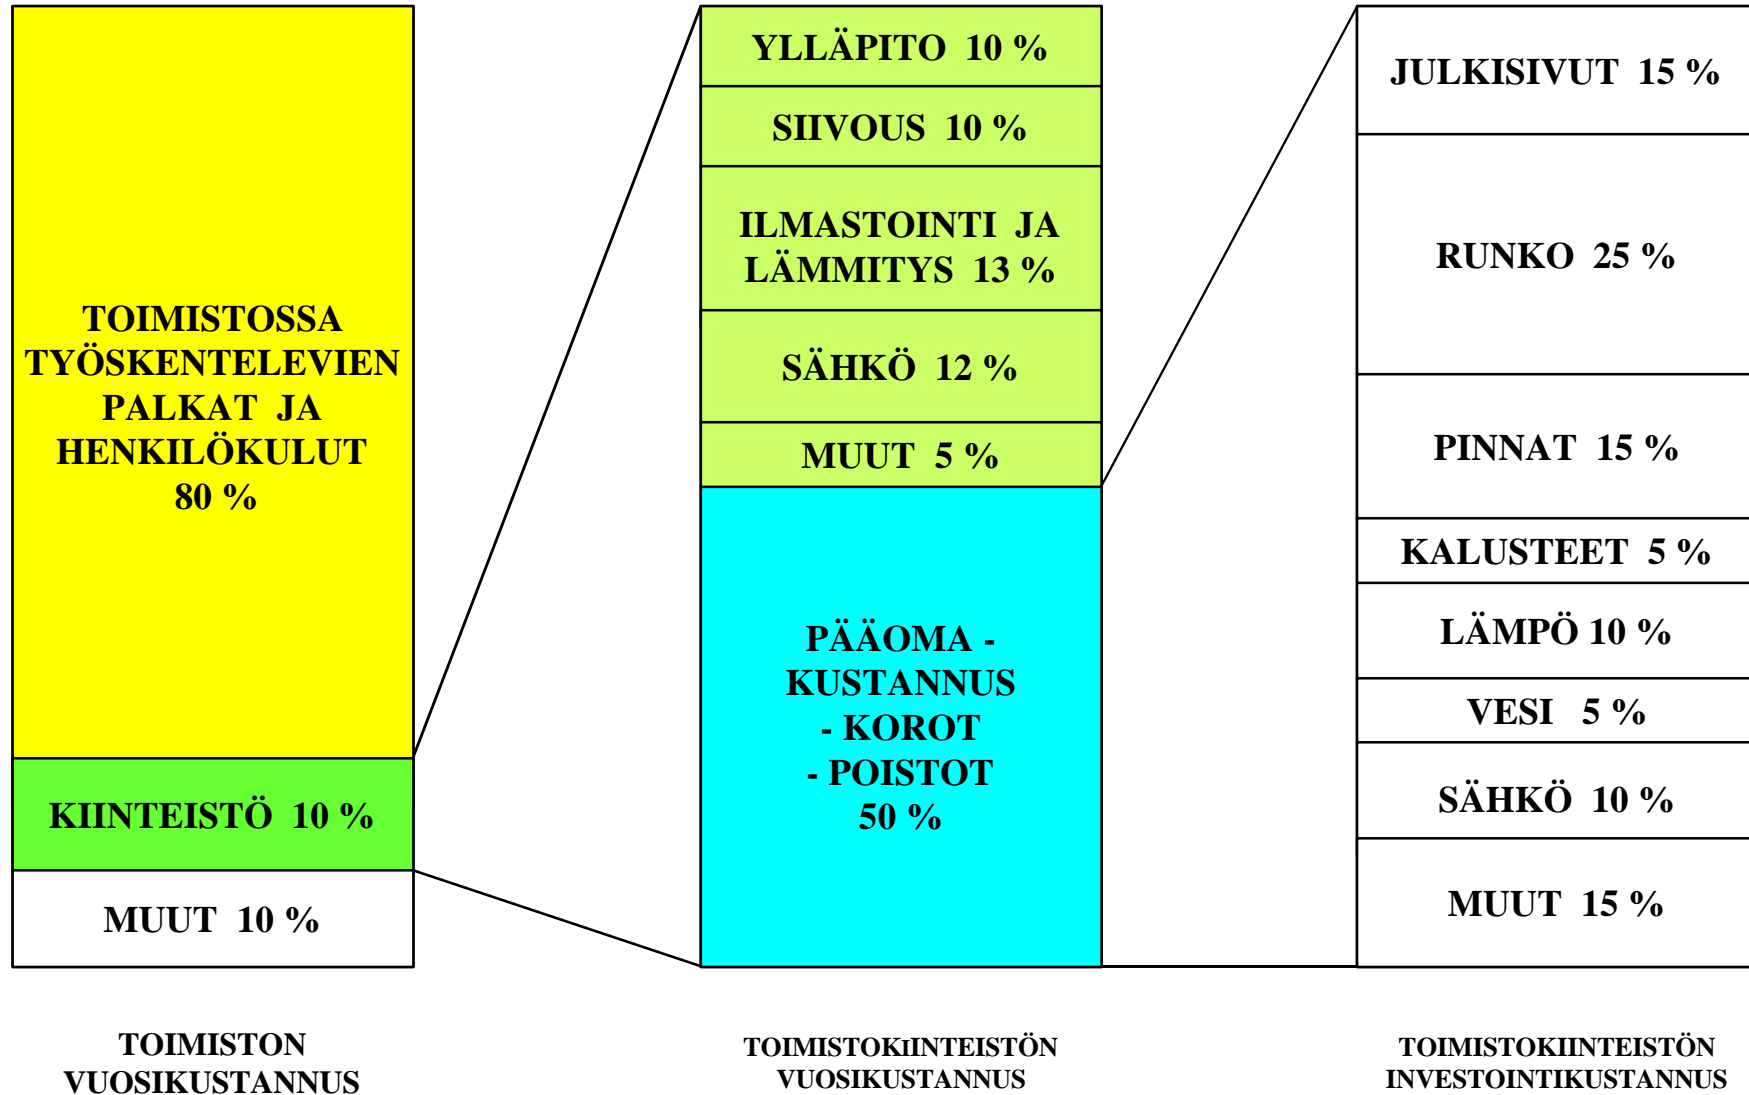 TOIMISTOSSA
TYÖSKENTELEVIEN
PALKAT JA
HENKILÖKULUT
80 %
KIINTEISTÖ 10 %
MUUT 10 %
TOIMISTON
VUOSIKUSTANNUS
YLLÄPITO 10 %
SIIVOUS 10 %
ILMASTOINTI JA
LÄMMITYS 13 %
SÄHKÖ 12 %
MUUT 5 %
PÄÄOMA -
KUSTANNUS
- KOROT
- POISTOT
50 %
TOIMISTOKIINTEISTÖN
VUOSIKUSTANNUS
JULKISIVUT 15 %
RUNKO 25 %
PINNAT 15 %
KALUSTEET 5 %
LÄMPÖ 10 %
VESI 5 %
SÄHKÖ 10 %
MUUT 15 %
TOIMISTOKIINTEISTÖN
INVESTOINTIKUSTANNUS